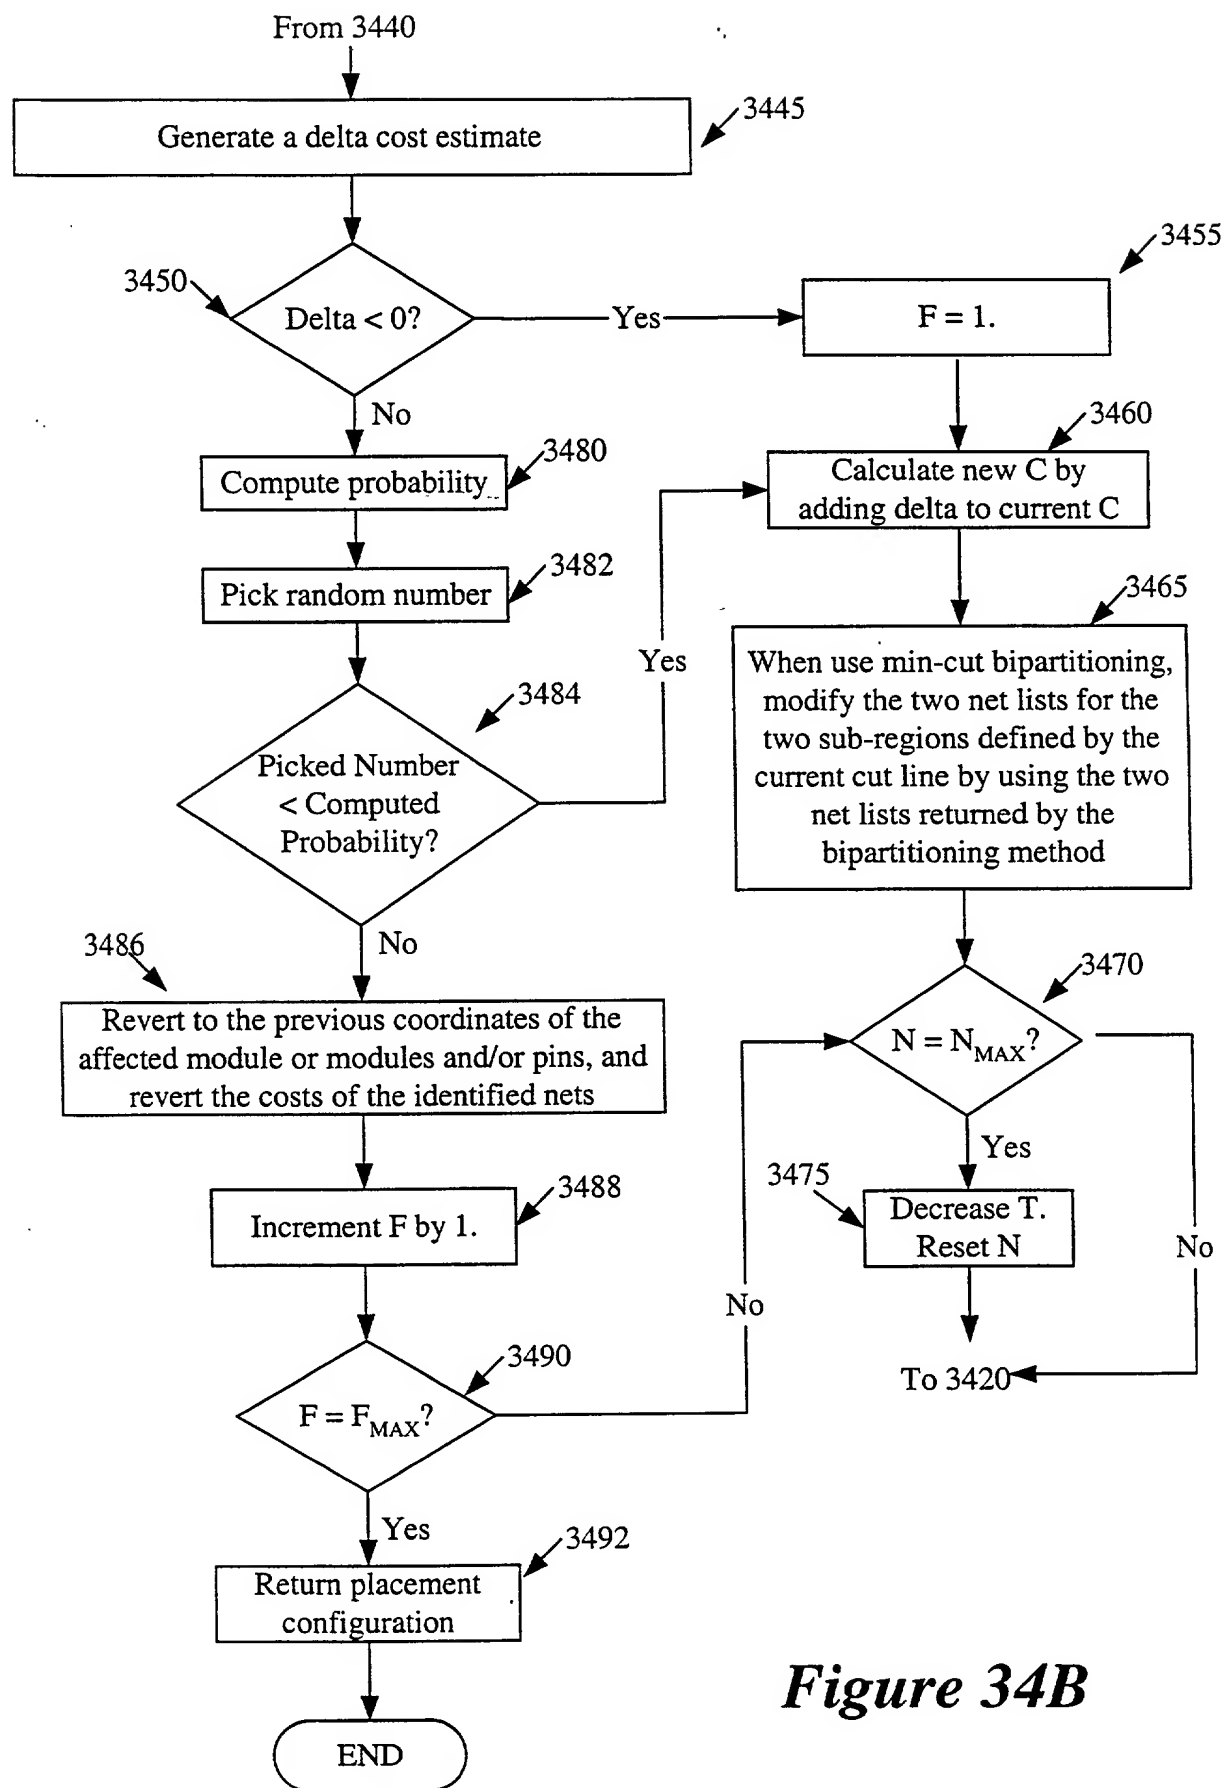 From 3440
Generate a delta cost estimate
3445
3450
Delta < 0?
Yes
3455
F = 1.
No
3480
Compute probability
3460
Calculate new C by
adding delta to current C
3482
Pick random number
3465
When use min-cut bipartitioning,
modify the two net lists for the
two sub-regions defined by the
current cut line by using the two
net lists returned by the
bipartitioning method
Yes
3484
Picked Number
< Computed
Probability?
No
3486
Revert to the previous coordinates of the
affected module or modules and/or pins, and
revert the costs of the identified nets
3470
N = NMAX?
Yes
3475
Decrease T.
Reset N
No
3488
Increment F by 1.
No
To 3420
3490
F = FMAX?
Yes
3492
Return placement
configuration
END
Figure 34B